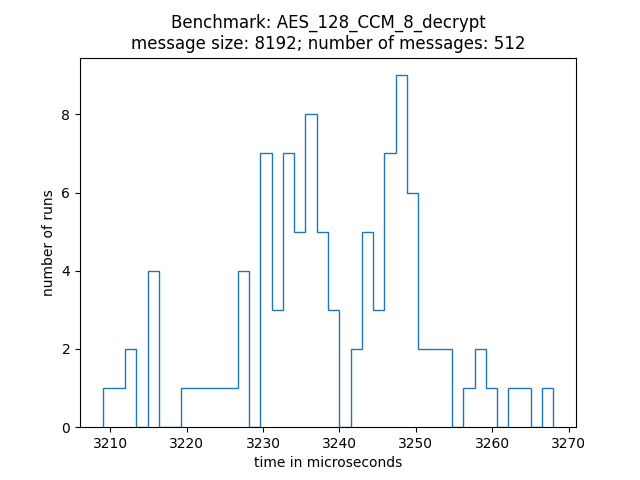 Benchmark: AES_128_CCM_8_decrypt
message size: 8192; number of messages: 512
8
6
4
2
0
number of runs
3210 3220 3230 3240 3250 3260 3270
time in microseconds